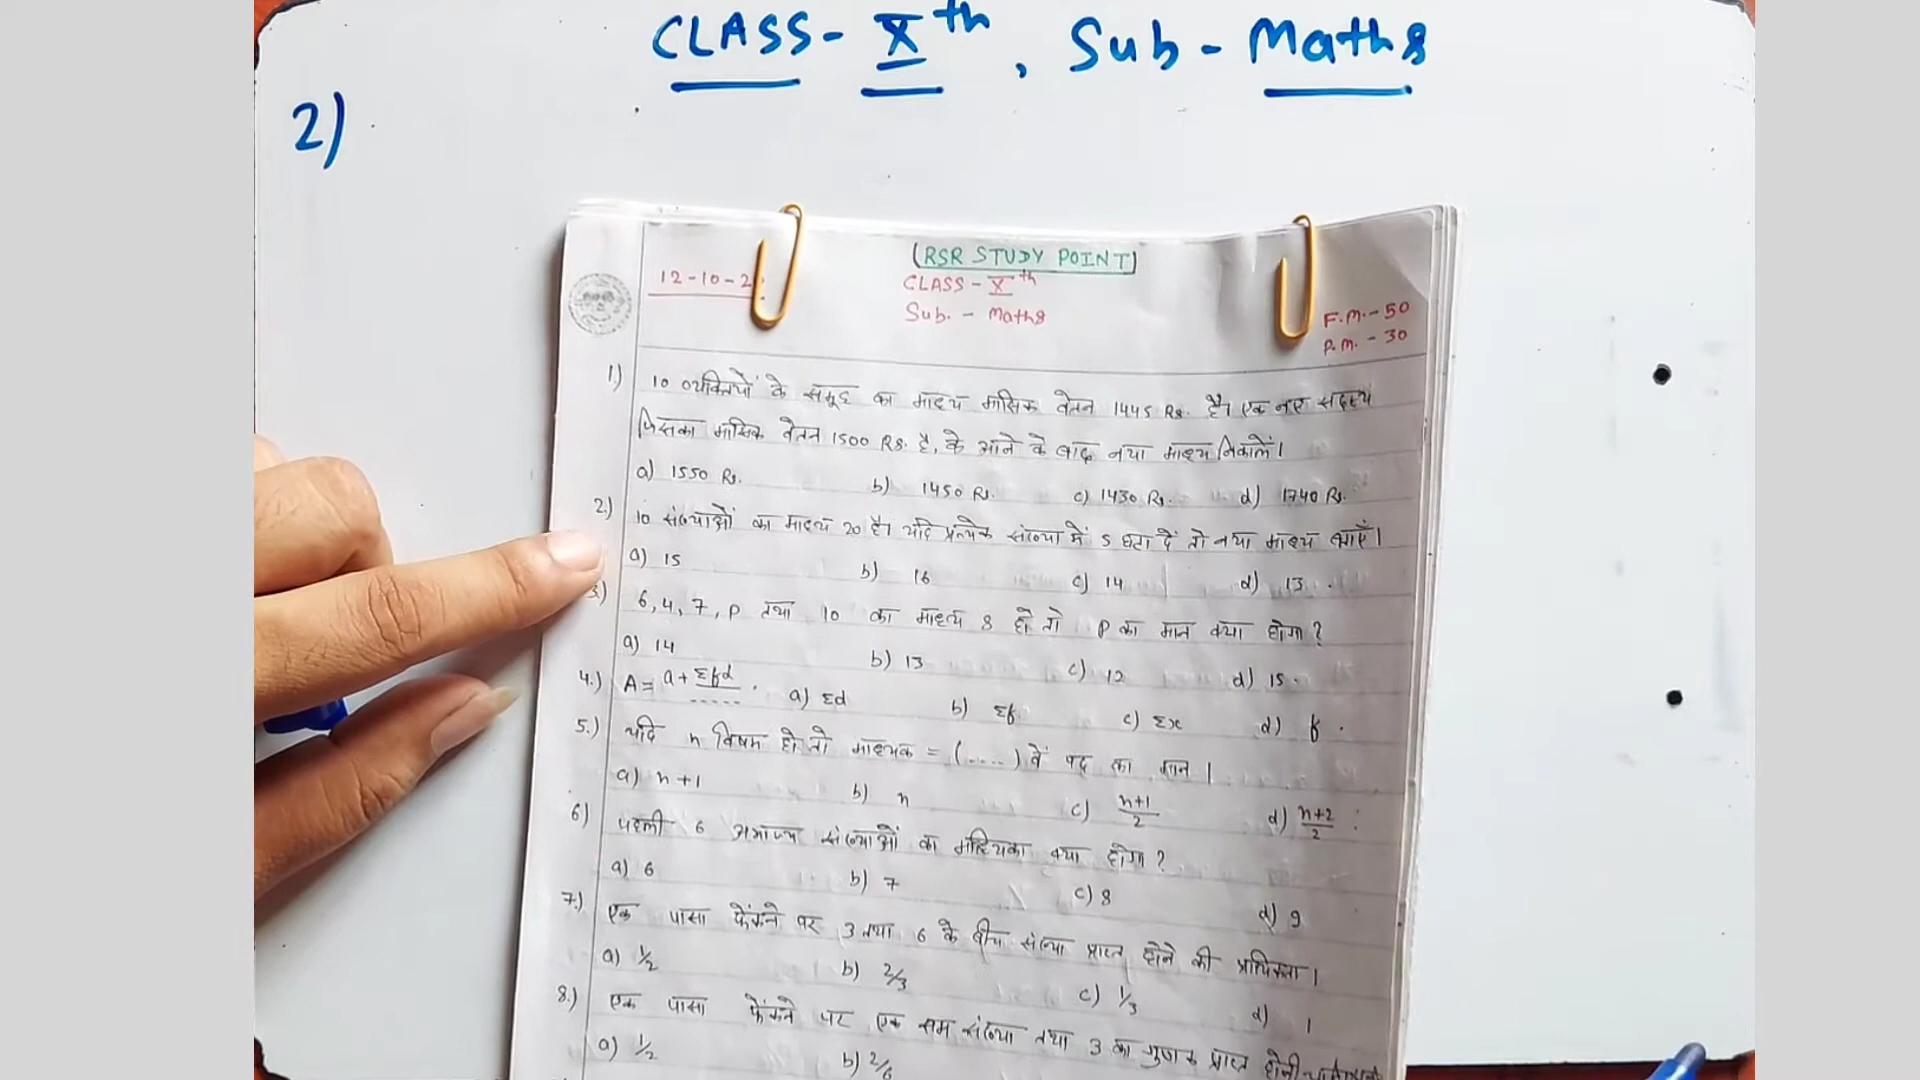 CLASS - Xth, Sub - Maths
2)
(RSR STUDY POINT)
12-10-2
CLASS - Xth
Sub. - Maths
F.M. - 50
P.M. - 30
1.) 10 व्यक्तियों के समूह का माध्य मासिक वेतन 1445 Rs. है। एक नए सदस्य
जिसका मासिक वेतन 1500 Rs. है, के आने के बाद नया माध्य निकालें।
a) 1550 Rs. b) 1450 Rs. c) 1430 Rs. d) 1740 Rs.
2.) 10 संख्याओं का माध्य 20 है। यदि प्रत्येक संख्या में 5 घटा दें तो नया माध्य बताएँ।
a) 15 b) 16 c) 14 d) 13.
3.) 6, 4, 7, P तथा 10 का माध्य 8 हो तो P का मान क्या होगा?
a) 14 b) 13 c) 12 d) 15.
4.) A = a + Σfd/..... . a) Σd b) Σf c) Σx d) f.
5.) यदि n विषम हो तो माध्यक = (....) वें पद का मान।
a) n+1 b) n c) n+1/2 d) n+2/2 :
6) पहली 6 अभाज्य संख्याओं का माध्यिका क्या होगा?
a) 6 b) 7 c) 8 d) 9
7.) एक पासा फेंकने पर 3 तथा 6 के बीच संख्या प्राप्त होने की प्रायिकता।
a) 1/2 b) 2/3 c) 1/3 d) 1
8.) एक पासा फेंकने पर एक सम संख्या तथा 3 का गुणक प्राप्त होनी
a) 1/2 b) 2/6